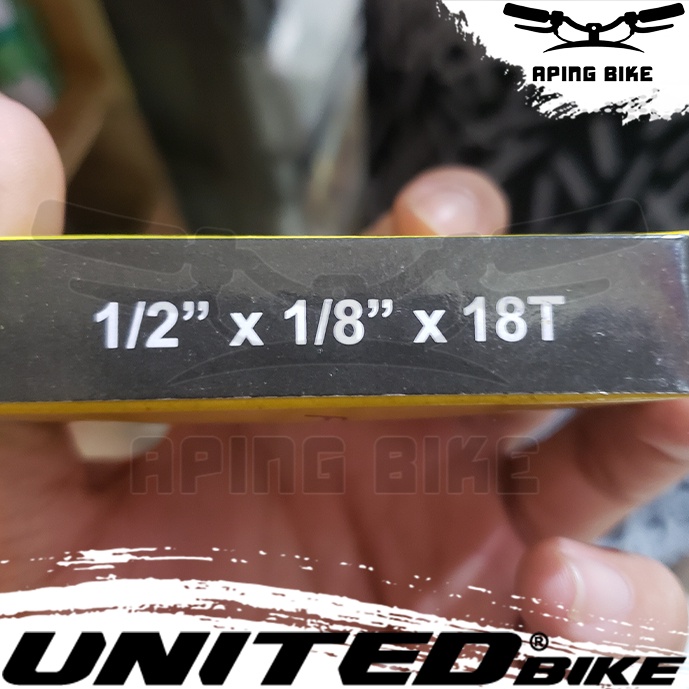 APING BIKE
1/2” x 1/8” x 18T
APING BIKE
UNITED® BIKE